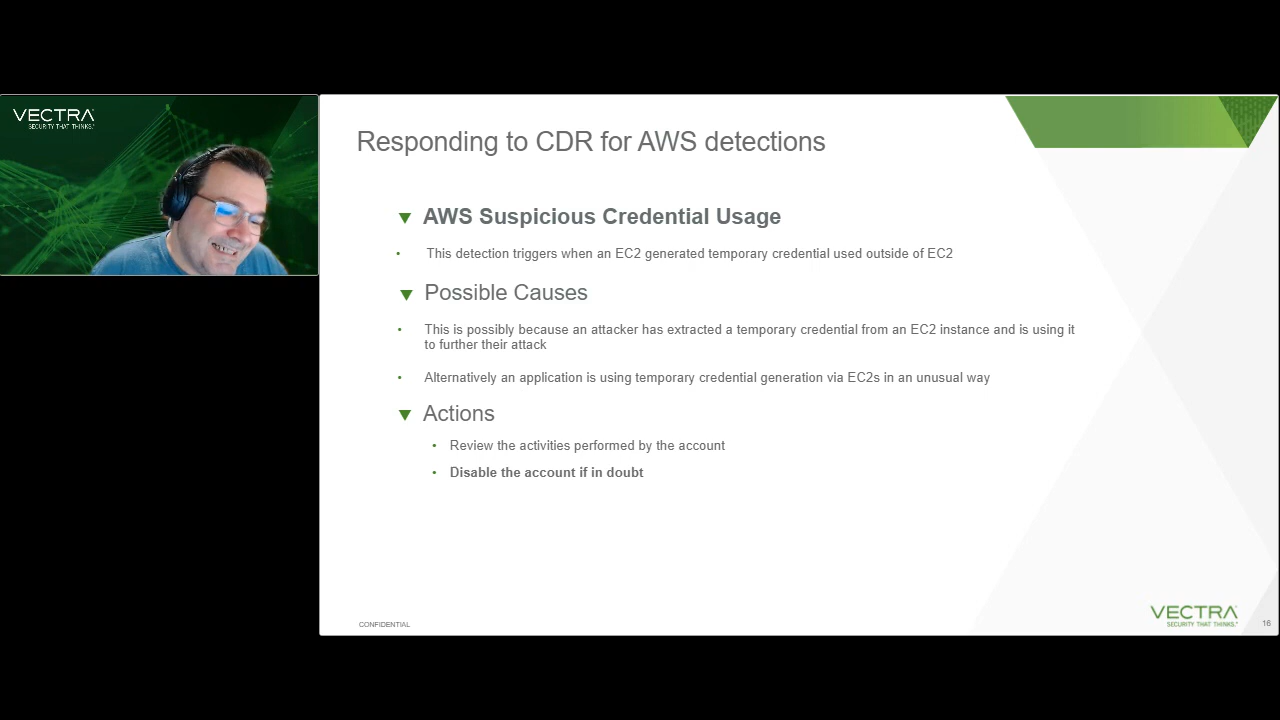 VECTRA
SECURITY THAT THINKS.
Responding to CDR for AWS detections
AWS Suspicious Credential Usage
• This detection triggers when an EC2 generated temporary credential used outside of EC2
Possible Causes
• This is possibly because an attacker has extracted a temporary credential from an EC2 instance and is using it
to further their attack
• Alternatively an application is using temporary credential generation via EC2s in an unusual way
Actions
• Review the activities performed by the account
• Disable the account if in doubt
CONFIDENTIAL
VECTRA
SECURITY THAT THINKS.
16